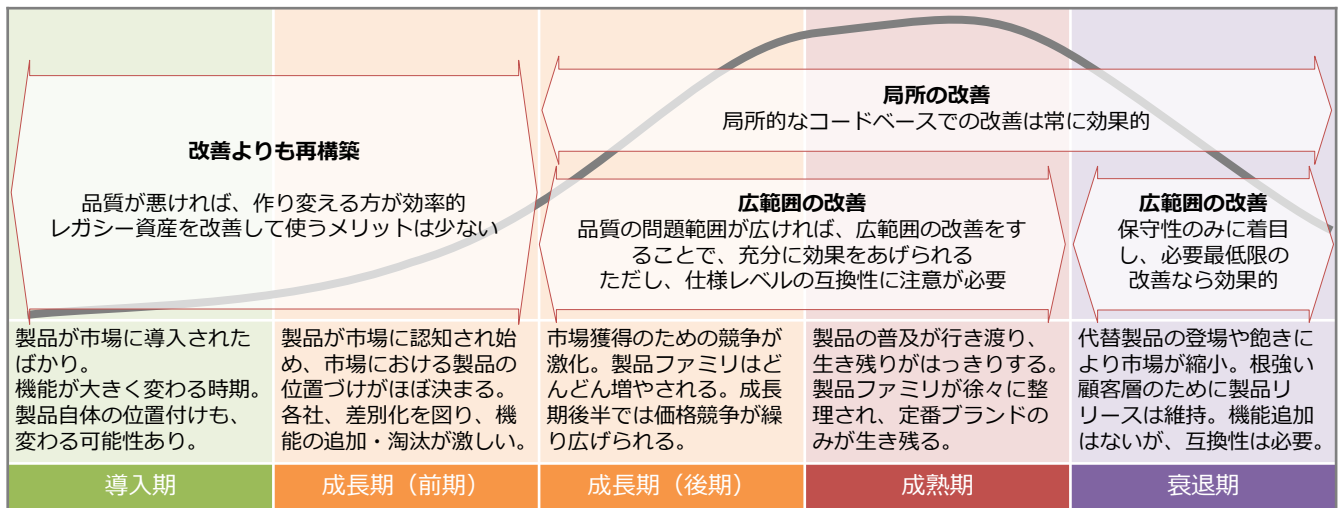 改善よりも再構築
品質が悪ければ、作り変える方が効率的
レガシー資産を改善して使うメリットは少ない
局所の改善
局所的なコードベースでの改善は常に効果的
広範囲の改善
品質の問題範囲が広ければ、広範囲の改善をす
ることで、充分に効果をあげられる
ただし、仕様レベルの互換性に注意が必要
広範囲の改善
保守性のみに着目
し、必要最低限の
改善なら効果的
製品が市場に導入された
ばかり。
機能が大きく変わる時期。
製品自体の位置付けも、
変わる可能性あり。
製品が市場に認知され始
め、市場における製品の
位置づけがほぼ決まる。
各社、差別化を図り、機
能の追加・淘汰が激しい。
市場獲得のための競争が
激化。製品ファミリはど
んどん増やされる。成長
期後半では価格競争が繰
り広げられる。
製品の普及が行き渡り、
生き残りがはっきりする。
製品ファミリが徐々に整
理され、定番ブランドの
みが生き残る。
代替製品の登場や飽きに
より市場が縮小。根強い
顧客層のために製品リ
リースは維持。機能追加
はないが、互換性は必要。
導入期
成長期（前期）
成長期（後期）
成熟期
衰退期